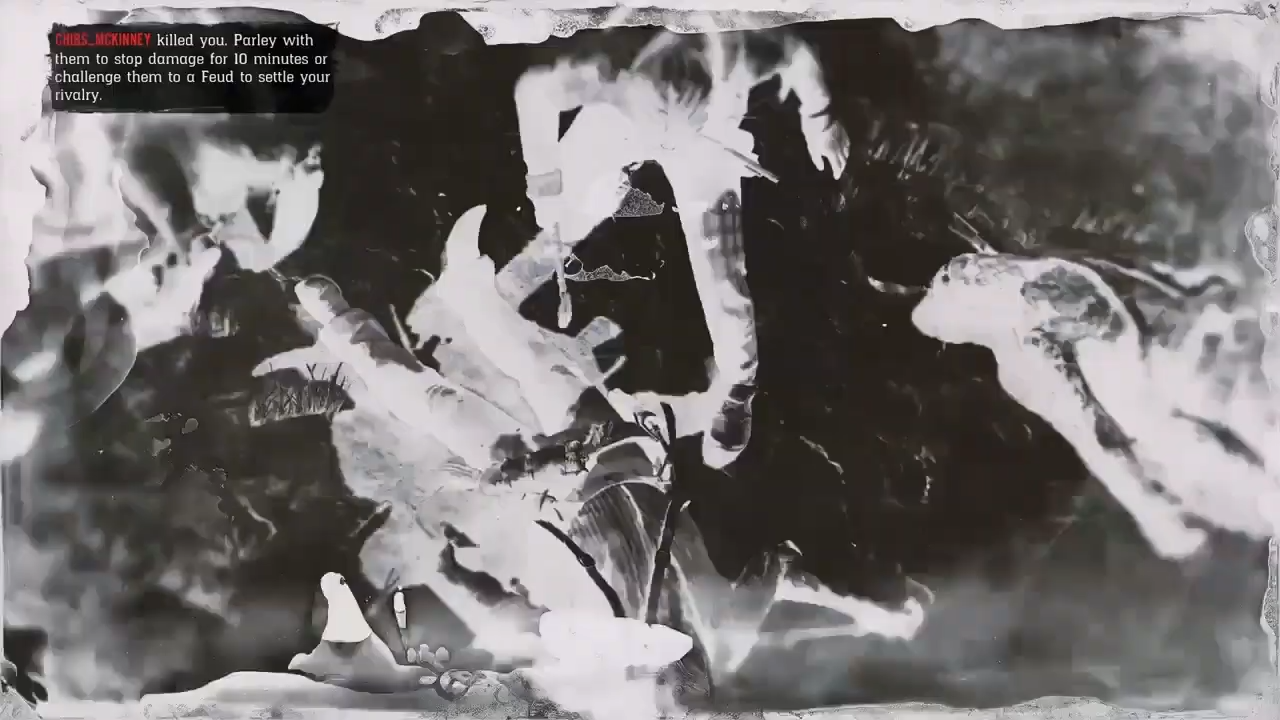 CHIBS_MCKINNEY killed you. Parley with
them to stop damage for 10 minutes or
challenge them to a Feud to settle your
rivalry.